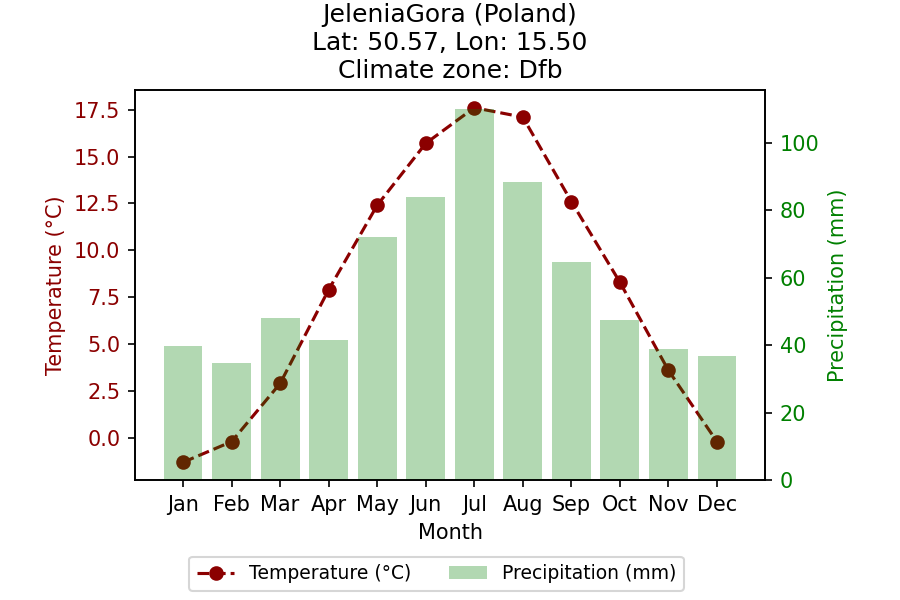 JeleniaGora (Poland)
Lat: 50.57, Lon: 15.50
Climate zone: Dfb
Temperature (°C)
17.5
15.0
12.5
10.0
7.5
5.0
2.5
0.0
100
80
60
40
20
0
Precipitation (mm)
Jan Feb Mar Apr May Jun Jul Aug Sep Oct Nov Dec
Month
Temperature (°C) Precipitation (mm)